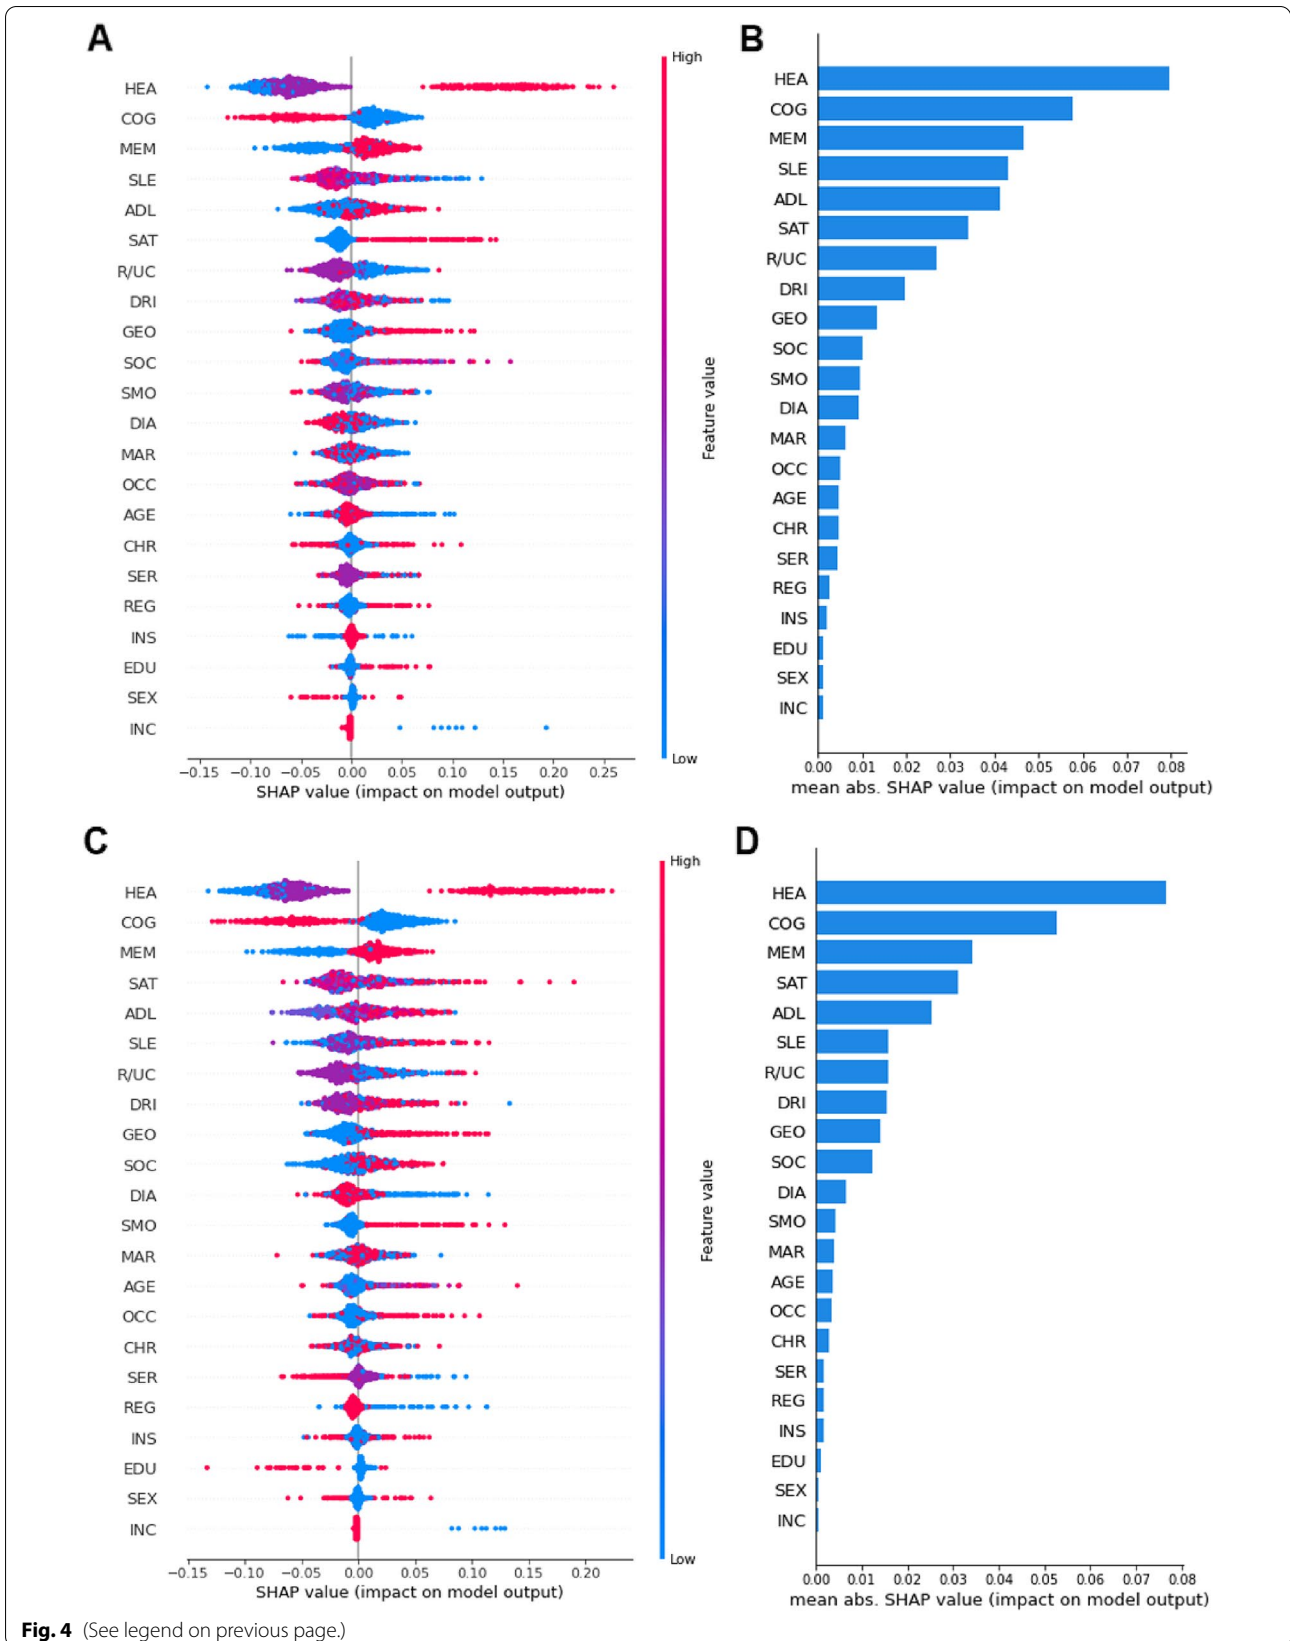 A
HEA
COG
MEM
SLE
ADL
SAT
R/UC
DRI
GEO
SOC
SMO
DIA
MAR
OCC
AGE
CHR
SER
REG
INS
EDU
SEX
INC
−0.15 −0.10 −0.05 0.00 0.05 0.10 0.15 0.20 0.25
SHAP value (impact on model output)
High
Feature value
Low
B
HEA
COG
MEM
SLE
ADL
SAT
R/UC
DRI
GEO
SOC
SMO
DIA
MAR
OCC
AGE
CHR
SER
REG
INS
EDU
SEX
INC
0.00 0.01 0.02 0.03 0.04 0.05 0.06 0.07 0.08
mean abs. SHAP value (impact on model output)
C
HEA
COG
MEM
SAT
ADL
SLE
R/UC
DRI
GEO
SOC
DIA
SMO
MAR
AGE
OCC
CHR
SER
REG
INS
EDU
SEX
INC
−0.15 −0.10 −0.05 0.00 0.05 0.10 0.15 0.20
SHAP value (impact on model output)
High
Feature value
Low
D
HEA
COG
MEM
SAT
ADL
SLE
R/UC
DRI
GEO
SOC
DIA
SMO
MAR
AGE
OCC
CHR
SER
REG
INS
EDU
SEX
INC
0.00 0.01 0.02 0.03 0.04 0.05 0.06 0.07 0.08
mean abs. SHAP value (impact on model output)
Fig. 4 (See legend on previous page.)